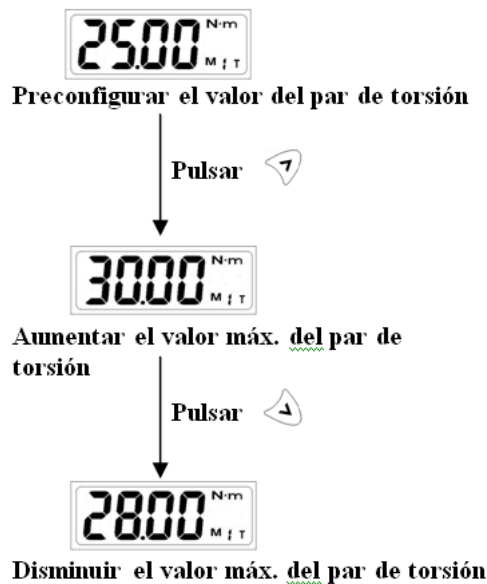 25.00 N·m
M f T
Preconfigurar el valor del par de torsión
Pulsar
30.00 N·m
M f T
Aumentar el valor máx. del par de
torsión
Pulsar
28.00 N·m
M f T
Disminuir el valor máx. del par de torsión